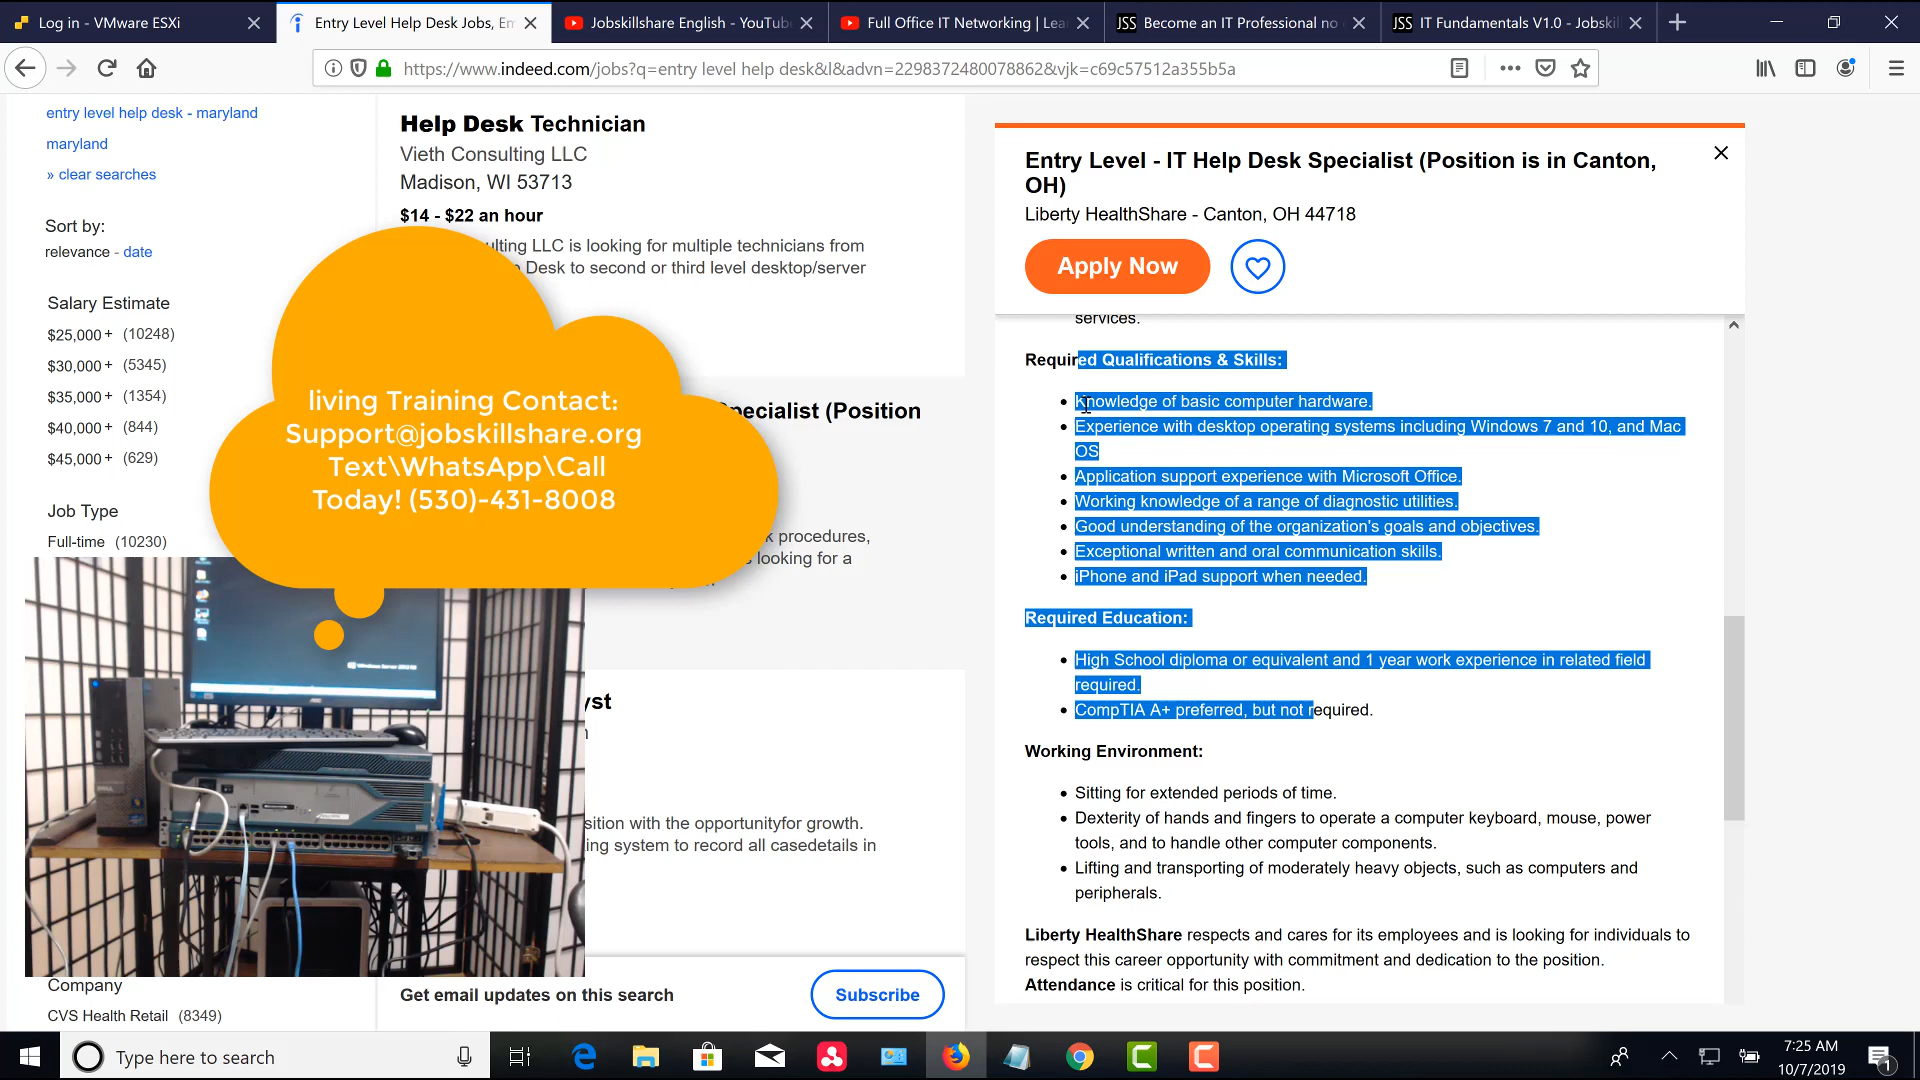 Log in - VMware ESXi
Entry Level Help Desk Jobs, Em
Jobskillshare English - YouTube
Full Office IT Networking | Lea
JSS Become an IT Professional no
JSS IT Fundamentals V1.0 - Jobskil
https://www.indeed.com/jobs?q=entry level help desk&l&advn=2298372480078862&vjk=c69c57512a355b5a
entry level help desk - maryland
maryland
» clear searches
Sort by:
relevance - date
Salary Estimate
$25,000+ (10248)
$30,000+ (5345)
$35,000+ (1354)
$40,000+ (844)
$45,000+ (629)
Job Type
Full-time (10230)
Company
CVS Health Retail (8349)
Help Desk Technician
Vieth Consulting LLC
Madison, WI 53713
$14 - $22 an hour
LLC is looking for multiple technicians from
Desk to second or third level desktop/server
(Position
procedures,
looking for a
with the opportunityfor growth.
system to record all casedetails in
Get email updates on this search
Subscribe
living Training Contact:
Support@jobskillshare.org
Text\WhatsApp\Call
Today! (530)-431-8008
Entry Level - IT Help Desk Specialist (Position is in Canton,
OH)
Liberty HealthShare - Canton, OH 44718
Apply Now
services.
Required Qualifications & Skills:
• Knowledge of basic computer hardware.
• Experience with desktop operating systems including Windows 7 and 10, and Mac
OS
• Application support experience with Microsoft Office.
• Working knowledge of a range of diagnostic utilities.
• Good understanding of the organization's goals and objectives.
• Exceptional written and oral communication skills.
• iPhone and iPad support when needed.
Required Education:
• High School diploma or equivalent and 1 year work experience in related field
required.
• CompTIA A+ preferred, but not required.
Working Environment:
• Sitting for extended periods of time.
• Dexterity of hands and fingers to operate a computer keyboard, mouse, power
tools, and to handle other computer components.
• Lifting and transporting of moderately heavy objects, such as computers and
peripherals.
Liberty HealthShare respects and cares for its employees and is looking for individuals to
respect this career opportunity with commitment and dedication to the position.
Attendance is critical for this position.
Type here to search
7:25 AM
10/7/2019
1